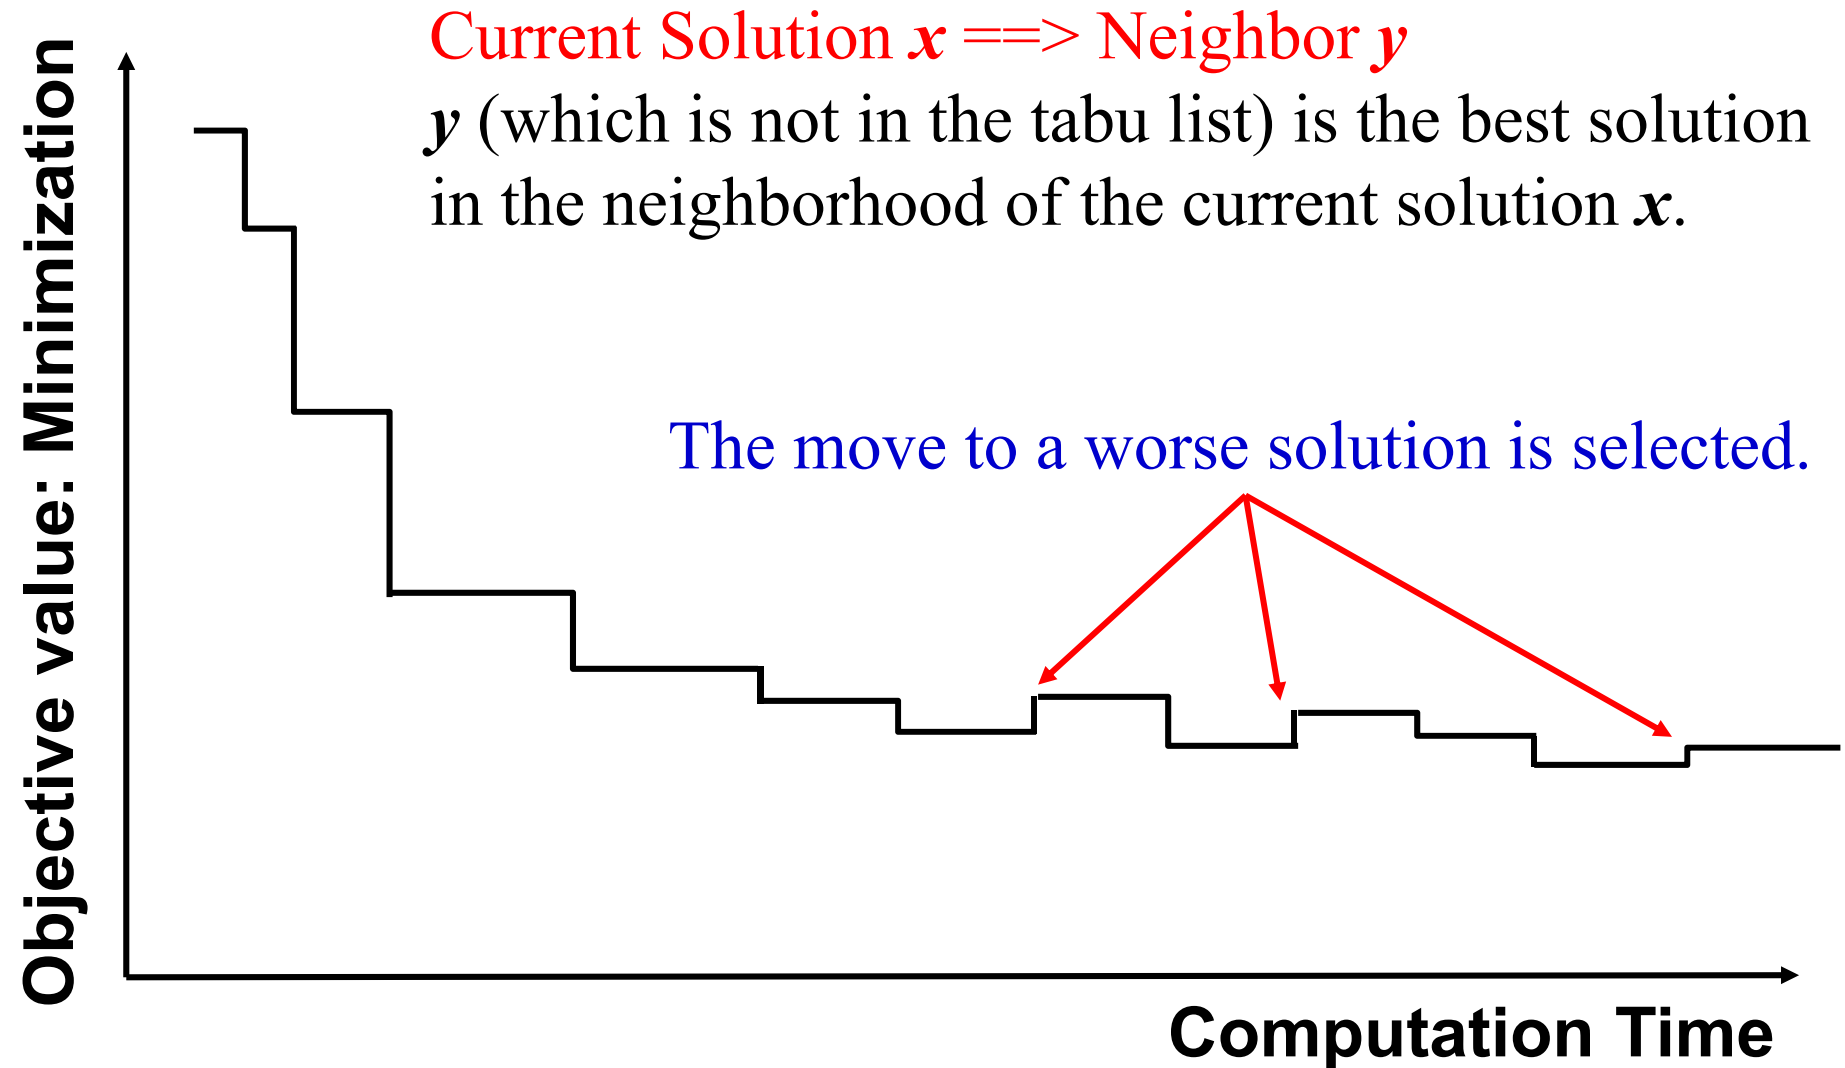 Current Solution x ==> Neighbor y
y (which is not in the tabu list) is the best solution
in the neighborhood of the current solution x.
The move to a worse solution is selected.
Objective value: Minimization
Computation Time